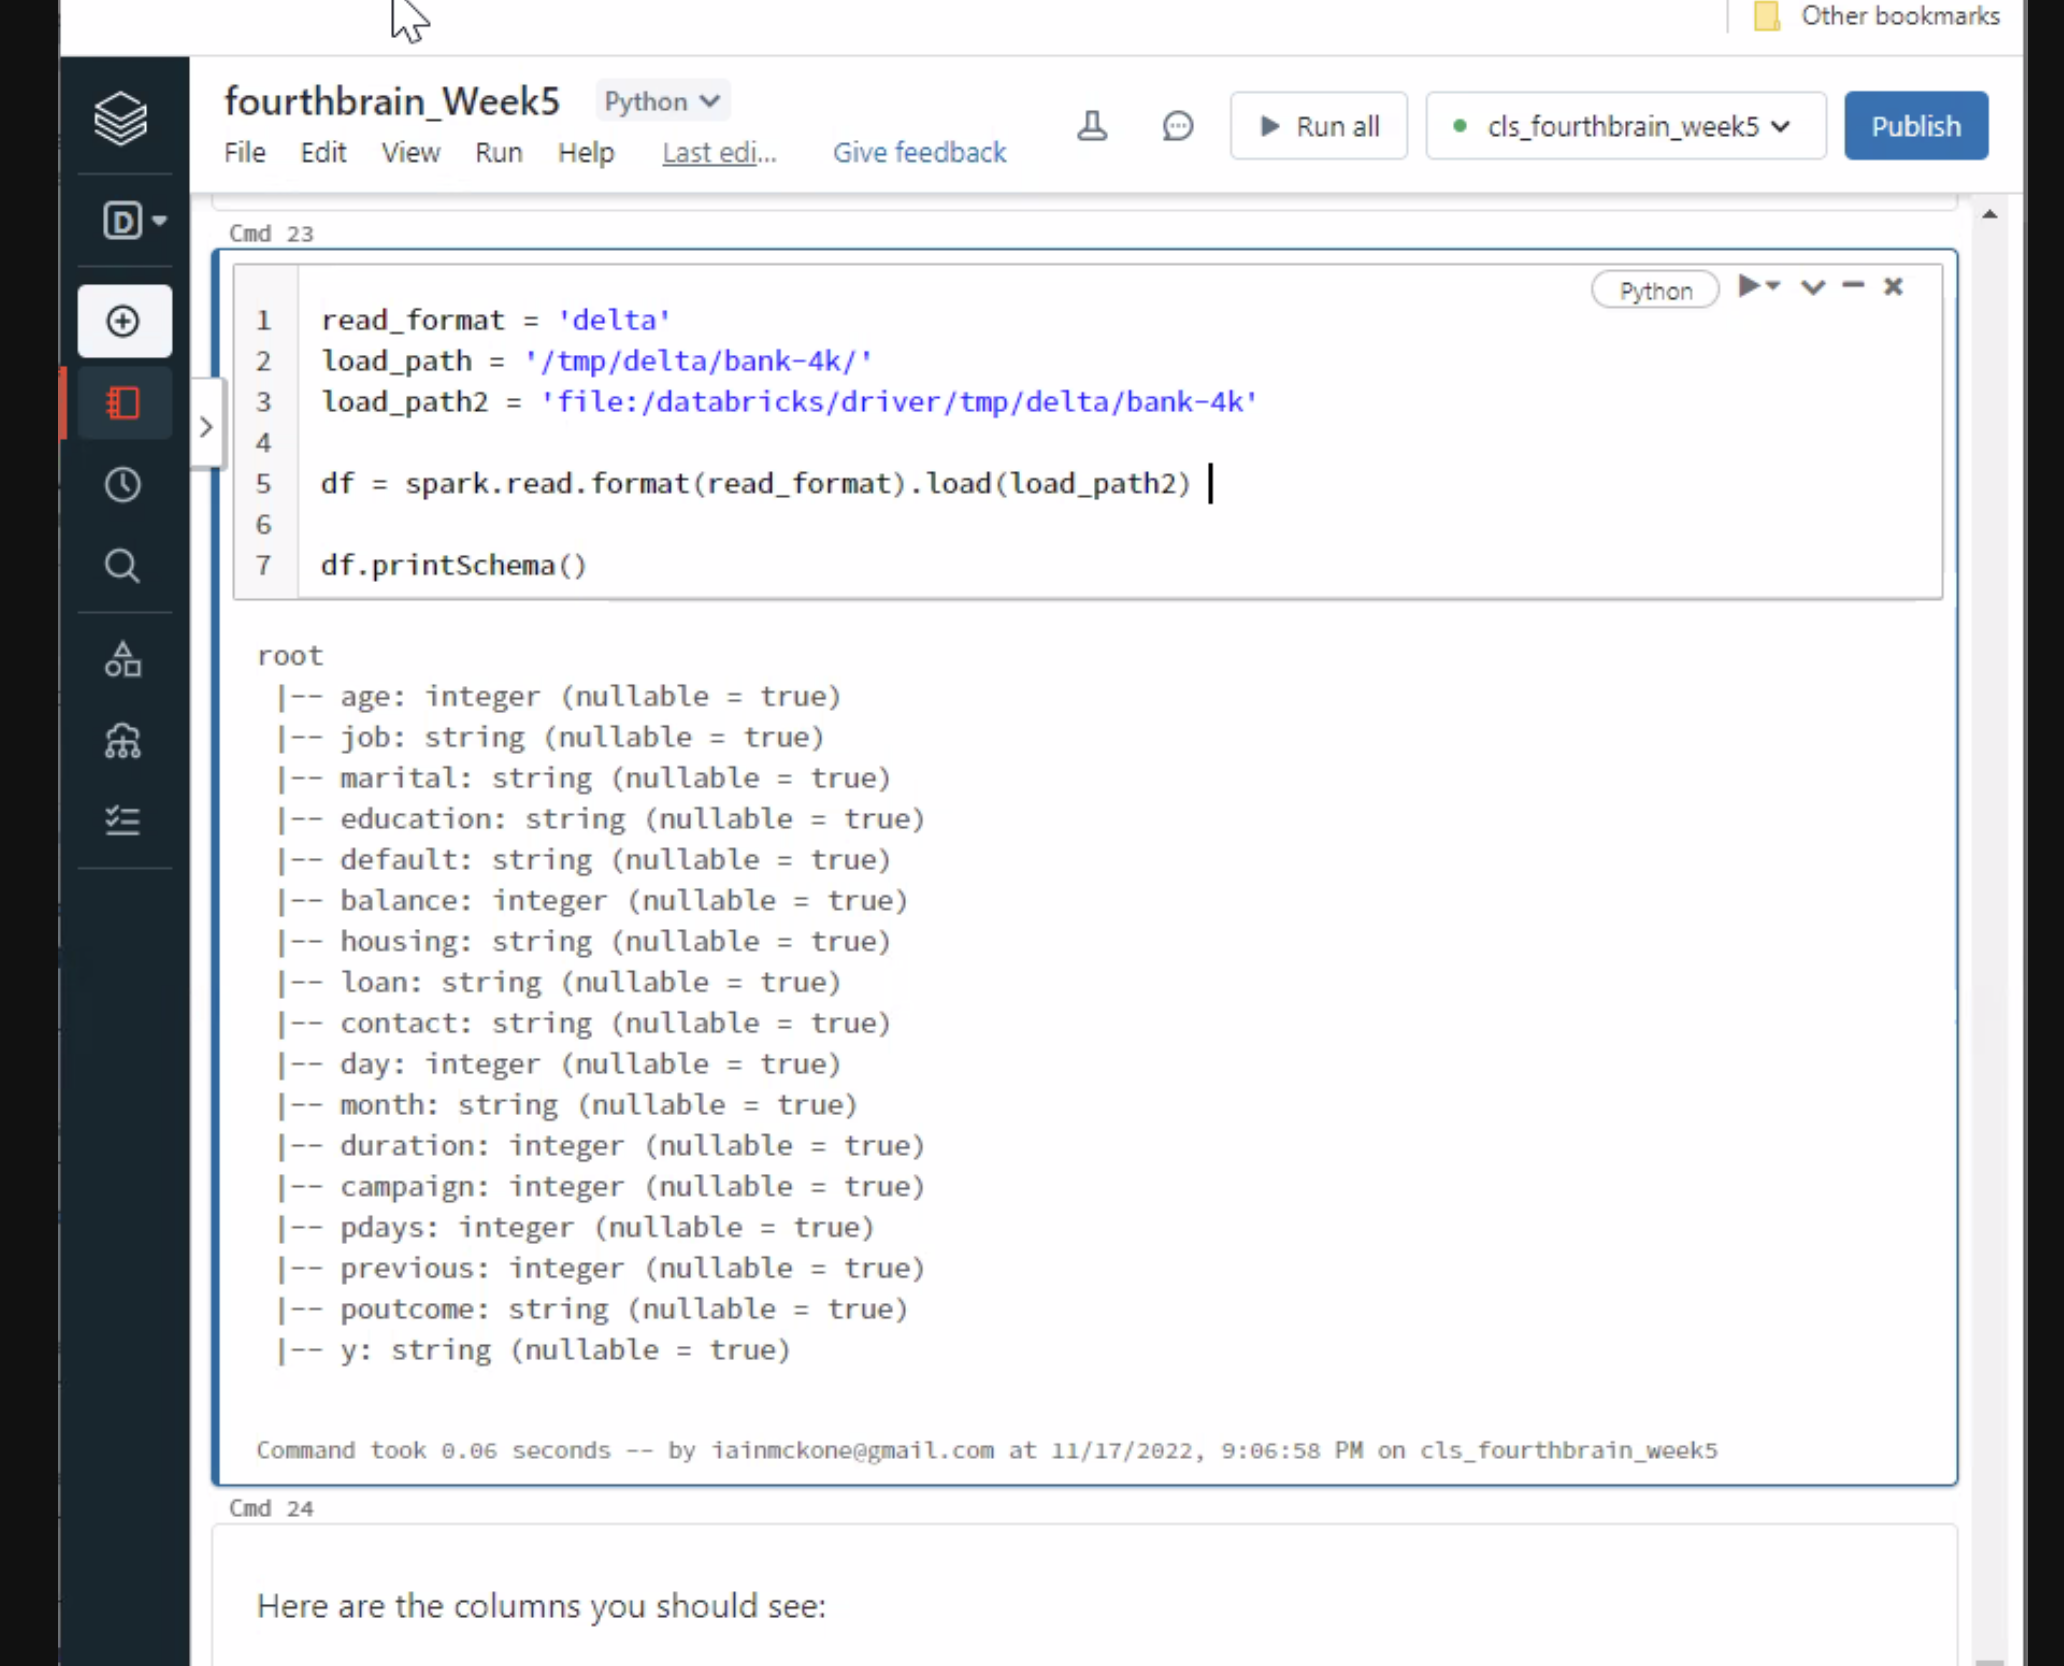 Other bookmarks
fourthbrain_Week5 Python
File Edit View Run Help Last edi... Give feedback
Run all
cls_fourthbrain_week5
Publish
D
Cmd 23
Python
1 read_format = 'delta'
2 load_path = '/tmp/delta/bank-4k/'
3 load_path2 = 'file:/databricks/driver/tmp/delta/bank-4k'
4
5 df = spark.read.format(read_format).load(load_path2)
6
7 df.printSchema()
root
|-- age: integer (nullable = true)
|-- job: string (nullable = true)
|-- marital: string (nullable = true)
|-- education: string (nullable = true)
|-- default: string (nullable = true)
|-- balance: integer (nullable = true)
|-- housing: string (nullable = true)
|-- loan: string (nullable = true)
|-- contact: string (nullable = true)
|-- day: integer (nullable = true)
|-- month: string (nullable = true)
|-- duration: integer (nullable = true)
|-- campaign: integer (nullable = true)
|-- pdays: integer (nullable = true)
|-- previous: integer (nullable = true)
|-- poutcome: string (nullable = true)
|-- y: string (nullable = true)
Command took 0.06 seconds -- by iainmckone@gmail.com at 11/17/2022, 9:06:58 PM on cls_fourthbrain_week5
Cmd 24
Here are the columns you should see: